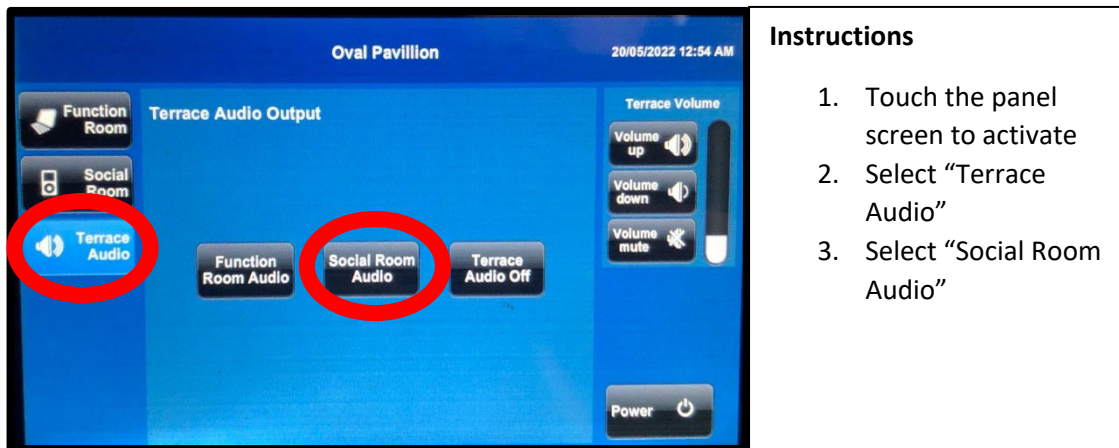 Oval Pavillion
20/05/2022 12:54 AM
Function
Room
Social
Room
Terrace
Audio
Terrace Audio Output
Function
Room Audio
Social Room
Audio
Terrace
Audio Off
Terrace Volume
Volume
up
Volume
down
Volume
mute
Power
Instructions
1. Touch the panel
screen to activate
2. Select “Terrace
Audio”
3. Select “Social Room
Audio”